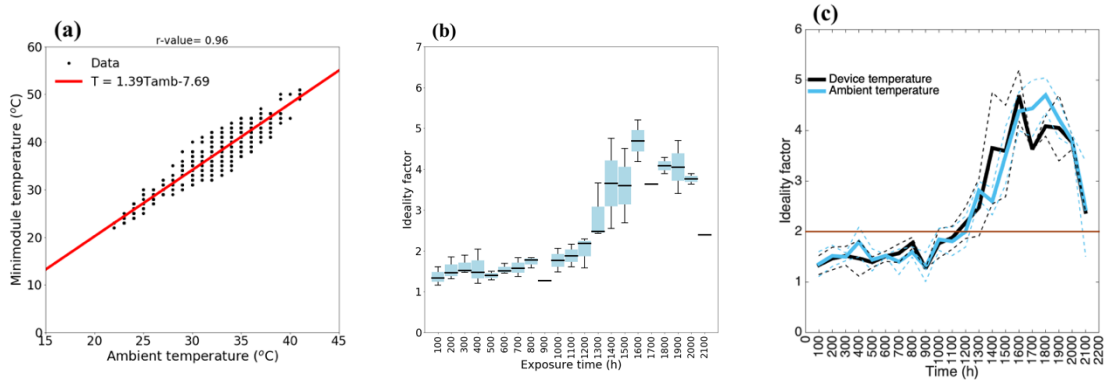 (a)
r-value= 0.96
Data
T = 1.39Tamb-7.69
Minimodule temperature (°C)
60
50
40
30
20
10
0
15 20 25 30 35 40 45
Ambient temperature (°C)
(b)
Ideality factor
7
6
5
4
3
2
1
0
100 200 300 400 500 600 700 800 900 1000 1100 1200 1300 1400 1500 1600 1700 1800 1900 2000 2100
Exposure time (h)
(c)
Device temperature
Ambient temperature
Ideality factor
6
5
4
3
2
1
0
0 100 200 300 400 500 600 700 800 900 1000 1100 1200 1300 1400 1500 1600 1700 1800 1900 2000 2100 2200
Time (h)